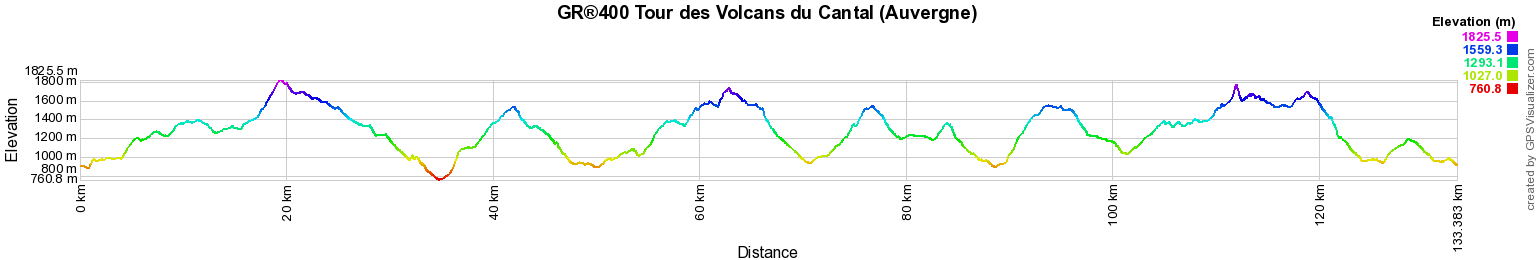 GR®400 Tour des Volcans du Cantal (Auvergne)
Elevation (m)
1825.5
1559.3
1293.1
1027.0
760.8
created by GPSVisualizer.com
Elevation
1825.5 m
1800 m
1600 m
1400 m
1200 m
1000 m
800 m
760.8 m
0 km
20 km
40 km
60 km
80 km
100 km
120 km
133.383 km
Distance